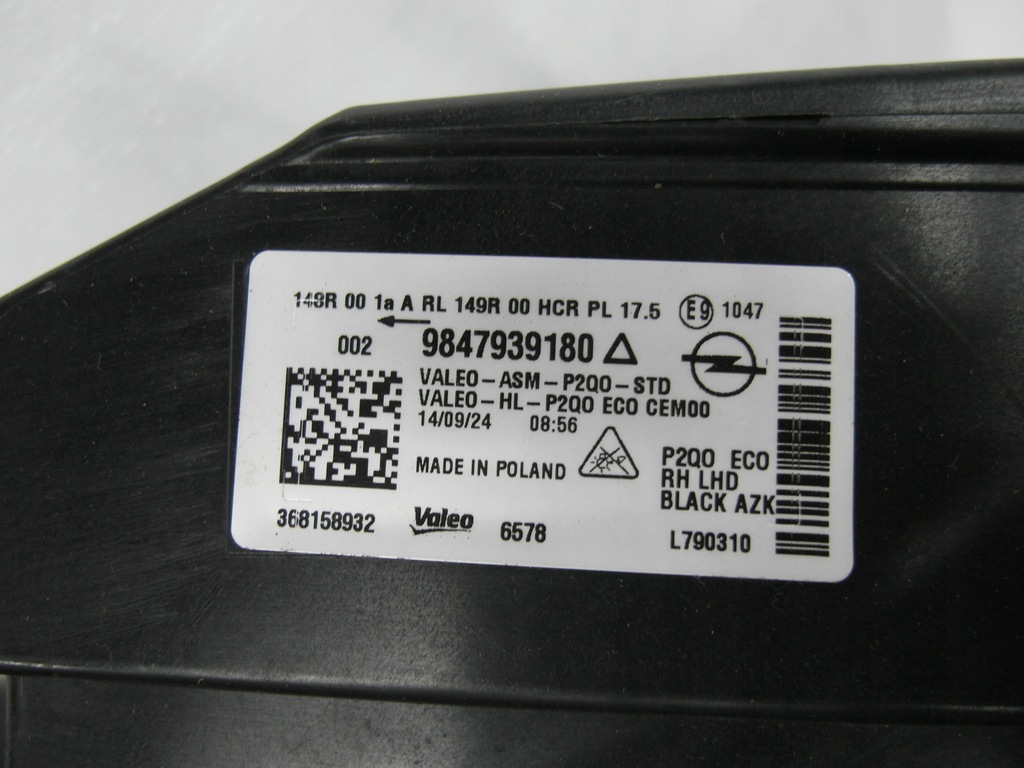 149R 00 1a A RL 149R 00 HCR PL 17.5 E9 1047
002 9847939180
VALEO-ASM-P2QO-STD
VALEO-HL-P2QO ECO CEM00
14/09/24 08:56
MADE IN POLAND
P2QO ECO
RH LHD
BLACK AZK
368158932 Valeo 6578 L790310